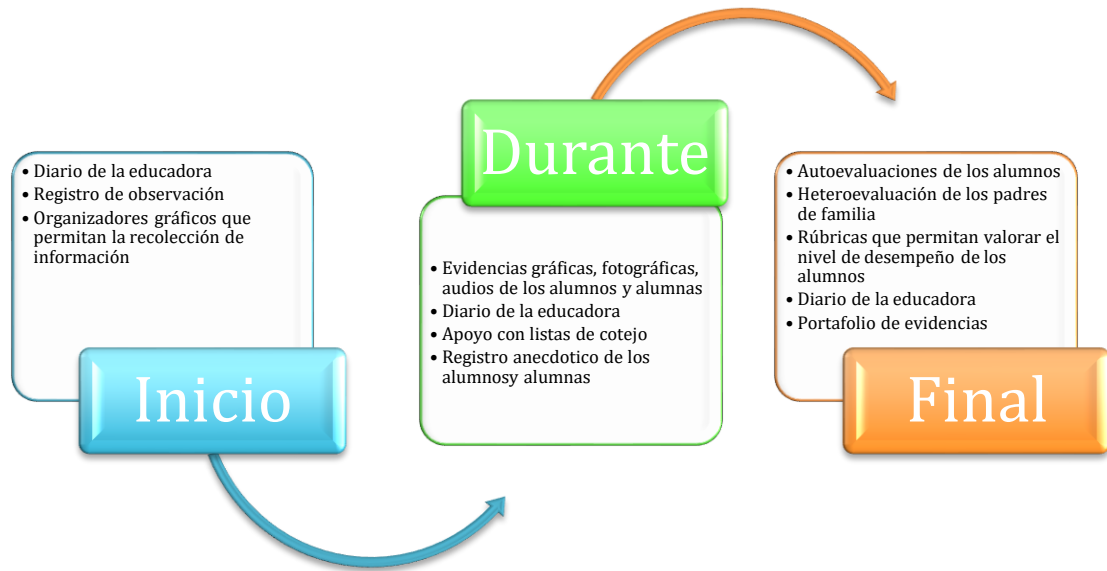 • Diario de la educadora
• Registro de observación
• Organizadores gráficos que
permitan la recolección de
información
Inicio
Durante
• Evidencias gráficas, fotográficas,
audios de los alumnos y alumnas
• Diario de la educadora
• Apoyo con listas de cotejo
• Registro anecdotico de los
alumnosy alumnas
• Autoevaluaciones de los alumnos
• Heteroevaluación de los padres
de familia
• Rúbricas que permitan valorar el
nivel de desempeño de los
alumnos
• Diario de la educadora
• Portafolio de evidencias
Final